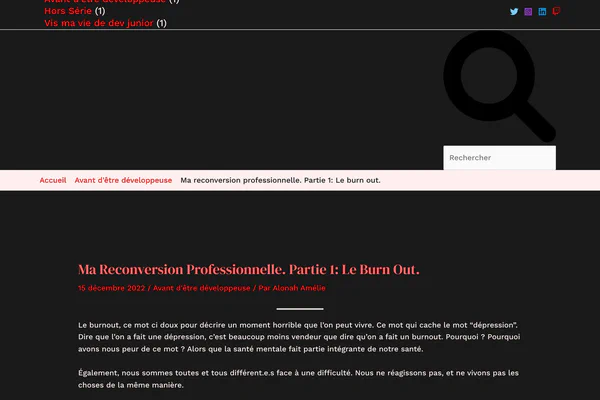 Avant d'être développeuse (1)
Hors Série (1)
Vis ma vie de dev junior (1)
Rechercher
Accueil Avant d'être développeuse Ma reconversion professionnelle. Partie 1: Le burn out.
Ma Reconversion Professionnelle. Partie 1: Le Burn Out.
15 décembre 2022 / Avant d'être développeuse / Par Alonah Amélie
Le burnout, ce mot ci doux pour décrire un moment horrible que l'on peut vivre. Ce mot qui cache le mot “dépression”.
Dire que l'on a fait une dépression, c'est beaucoup moins vendeur que dire qu'on a fait un burnout. Pourquoi ? Pourquoi
avons nous peur de ce mot ? Alors que la santé mentale fait partie intégrante de notre santé.
Également, nous sommes toutes et tous différent.e.s face à une difficulté. Nous ne réagissons pas, et ne vivons pas les
choses de la même manière.